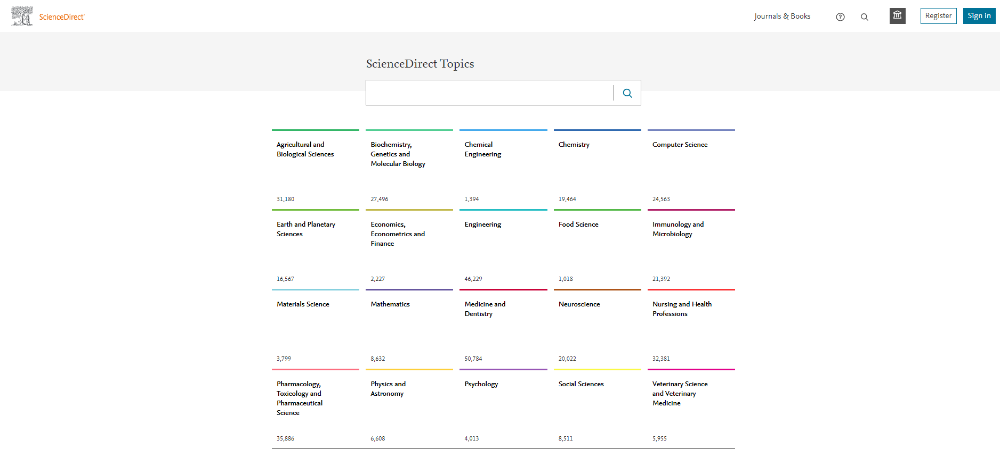 ScienceDirect®
Journals & Books
Register
Sign in
ScienceDirect Topics
Agricultural and
Biological Sciences
31,180
Biochemistry,
Genetics and
Molecular Biology
27,496
Chemical
Engineering
1,394
Chemistry
19,464
Computer Science
24,563
Earth and Planetary
Sciences
16,567
Economics,
Econometrics and
Finance
2,227
Engineering
46,229
Food Science
1,018
Immunology and
Microbiology
21,392
Materials Science
3,799
Mathematics
8,632
Medicine and
Dentistry
50,784
Neuroscience
20,022
Nursing and Health
Professions
32,381
Pharmacology,
Toxicology and
Pharmaceutical
Science
35,886
Physics and
Astronomy
6,608
Psychology
4,013
Social Sciences
8,511
Veterinary Science
and Veterinary
Medicine
5,955